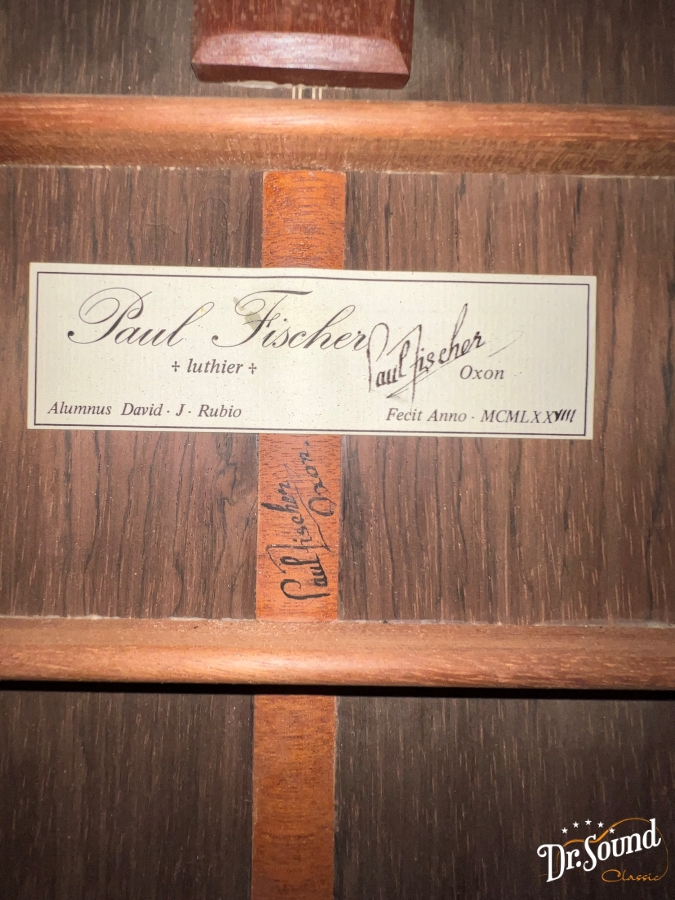 Paul Fischer
Paul Fischer
‡ luthier ‡
Oxon
Alumnus David · J · Rubio
Fecit Anno · MCMLXXVIII
Paul Fischer
Oxon.
Dr. Sound
Classic